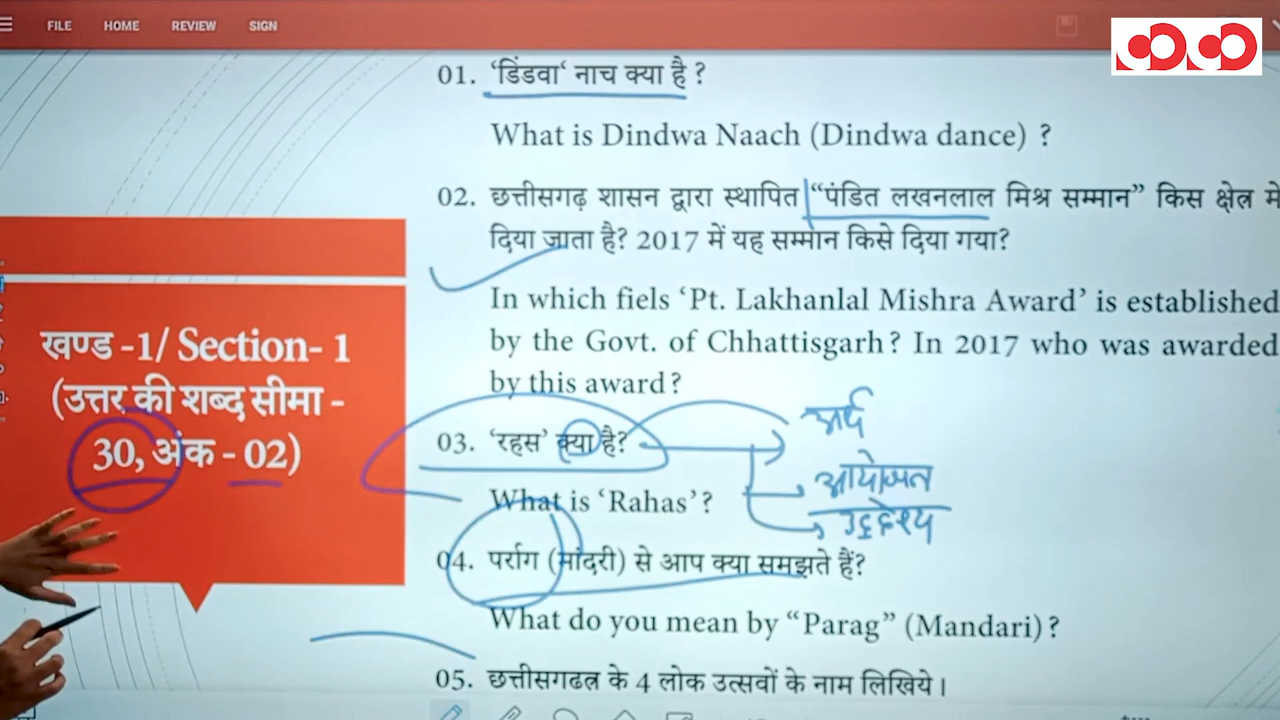 FILE HOME REVIEW SIGN
01. ‘डिंडवा‘ नाच क्या है ?
What is Dindwa Naach (Dindwa dance) ?
02. छत्तीसगढ़ शासन द्वारा स्थापित “पंडित लखनलाल मिश्र सम्मान” किस क्षेत्र में
दिया जाता है? 2017 में यह सम्मान किसे दिया गया?
In which fiels ‘Pt. Lakhanlal Mishra Award’ is established
by the Govt. of Chhattisgarh? In 2017 who was awarded
by this award?
03. ‘रहस’ क्या है?
What is ‘Rahas’?
04. पर्राग (मांदरी) से आप क्या समझते हैं?
What do you mean by “Parag” (Mandari)?
05. छत्तीसगढत्र के 4 लोक उत्सवों के नाम लिखिये।
खण्ड -1/ Section- 1
(उत्तर की शब्द सीमा -
30, अंक - 02)
अर्थ
आयोजन
उद्देश्य